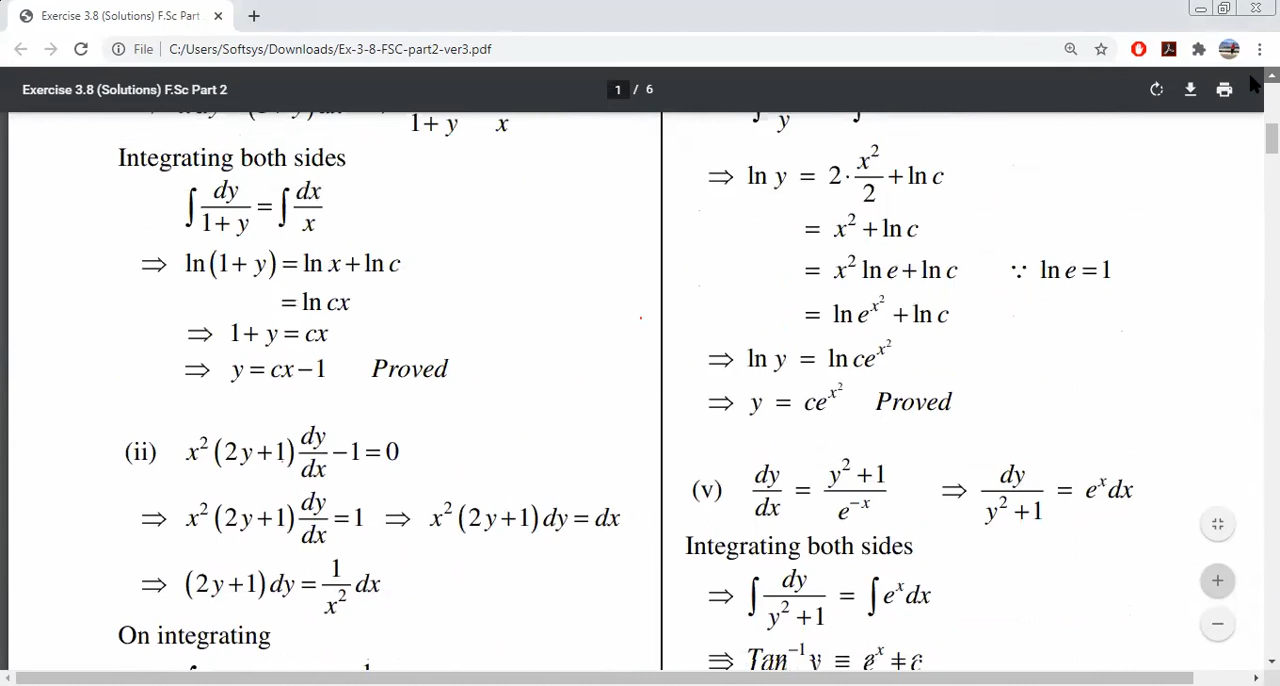 Exercise 3.8 (Solutions) F.Sc Part
File | C:/Users/Softsys/Downloads/Ex-3-8-FSC-part2-ver3.pdf
Exercise 3.8 (Solutions) F.Sc Part 2
1 / 6
1+ y x
Integrating both sides
∫ dy/(1+ y) = ∫ dx/x
⇒ ln(1+ y) = ln x + ln c
= ln cx
⇒ 1+ y = cx
⇒ y = cx −1 Proved
(ii) x²(2y+1) dy/dx −1 = 0
⇒ x²(2y+1) dy/dx = 1 ⇒ x²(2y+1)dy = dx
⇒ (2y+1)dy = 1/x² dx
On integrating
y
⇒ ln y = 2· x²/2 + ln c
= x² + ln c
= x² ln e + ln c ∵ ln e = 1
= ln e^{x²} + ln c
⇒ ln y = ln ce^{x²}
⇒ y = ce^{x²} Proved
(v) dy/dx = (y² +1)/e^{−x} ⇒ dy/(y² +1) = e^x dx
Integrating both sides
⇒ ∫ dy/(y² +1) = ∫ e^x dx
⇒ Tan⁻¹ y = e^x + c